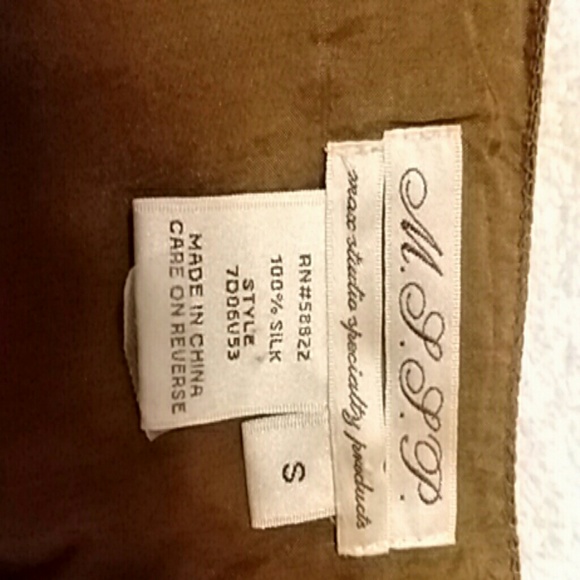 M.S.S.P.
max studio specialty products
RN#58822
100% SILK
STYLE
7D06U53
MADE IN CHINA
CARE ON REVERSE
S